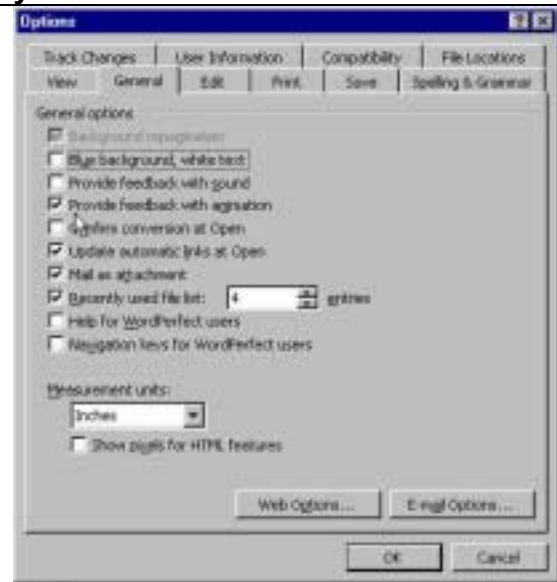 Options
Track Changes User Information Compatibility File Locations
View General Edit Print Save Spelling & Grammar
General options
Background repagination
Blue background, white text
Provide feedback with sound
Provide feedback with animation
Confirm conversion at Open
Update automatic links at Open
Mail as attachment
Recently used file list: 4 entries
Help for WordPerfect users
Navigation keys for WordPerfect users
Measurement units:
Inches
Show pixels for HTML features
Web Options... E-mail Options...
OK Cancel